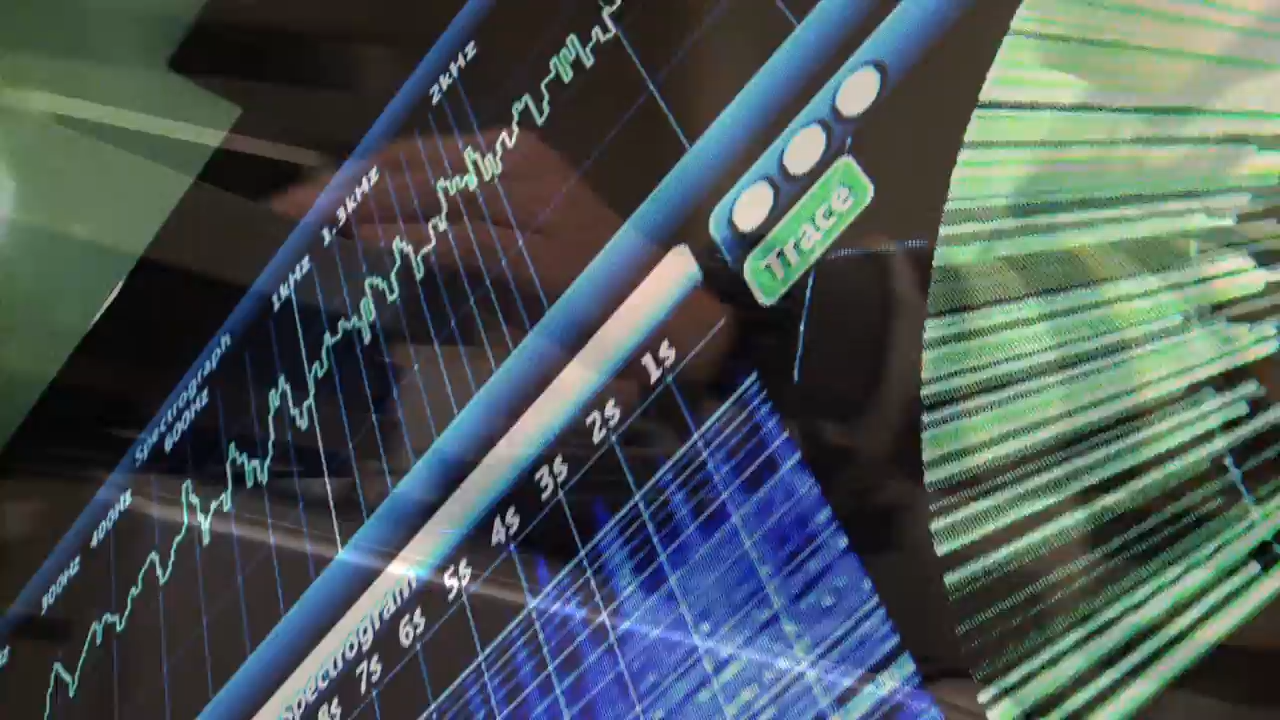 300Hz
400Hz
Spectrograph
600Hz
1kHz
1.3kHz
2kHz
Trace
1s
2s
3s
4s
5s
6s
7s
Spectrogram